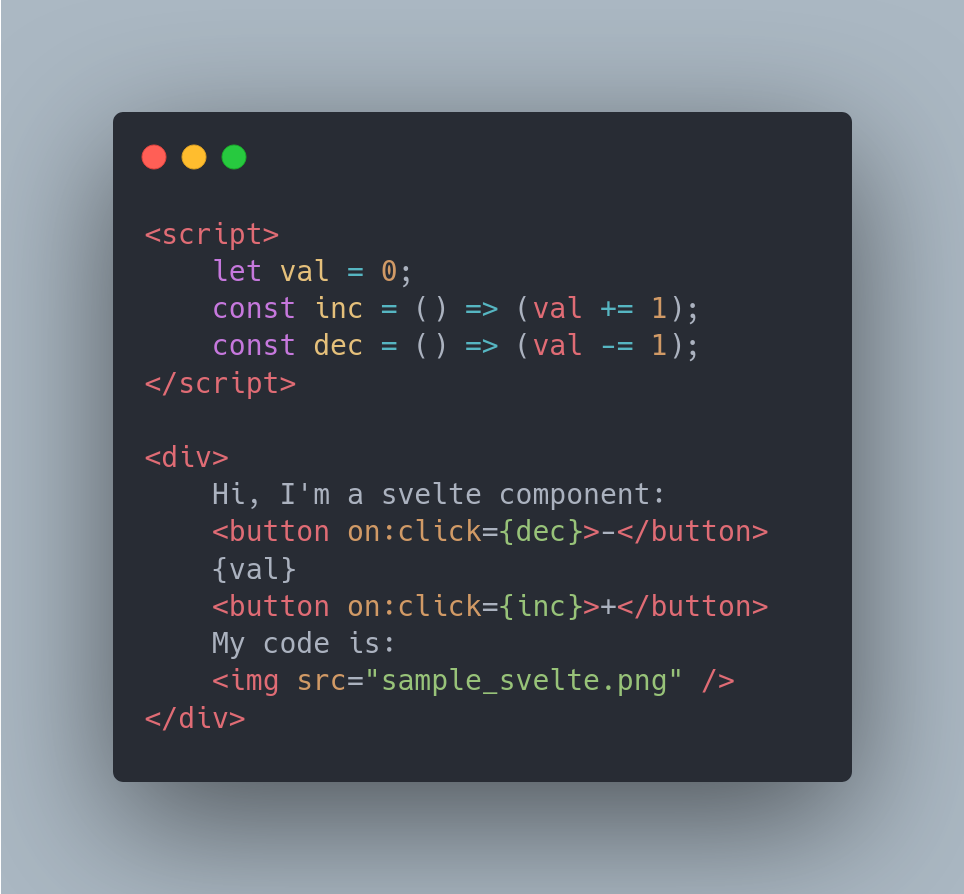 <script>
    let val = 0;
    const inc = () => (val += 1);
    const dec = () => (val -= 1);
</script>

<div>
    Hi, I'm a svelte component:
    <button on:click={dec}>-</button>
    {val}
    <button on:click={inc}>+</button>
    My code is:
    <img src="sample_svelte.png" />
</div>